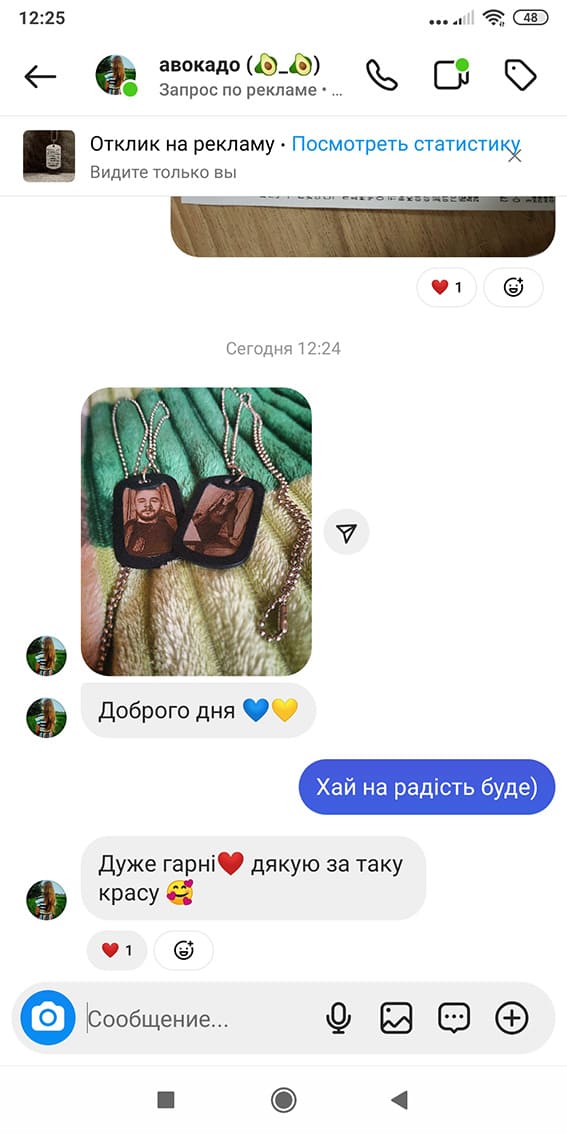 12:25
48
авокадо (🥑_🥑)
Запрос по рекламе • ...
Отклик на рекламу · Посмотреть статистику
Видите только вы
❤️ 1
Сегодня 12:24
Доброго дня 💙💛
Хай на радість буде)
Дуже гарні❤️ дякую за таку
красу 🥰
❤️ 1
Сообщение...